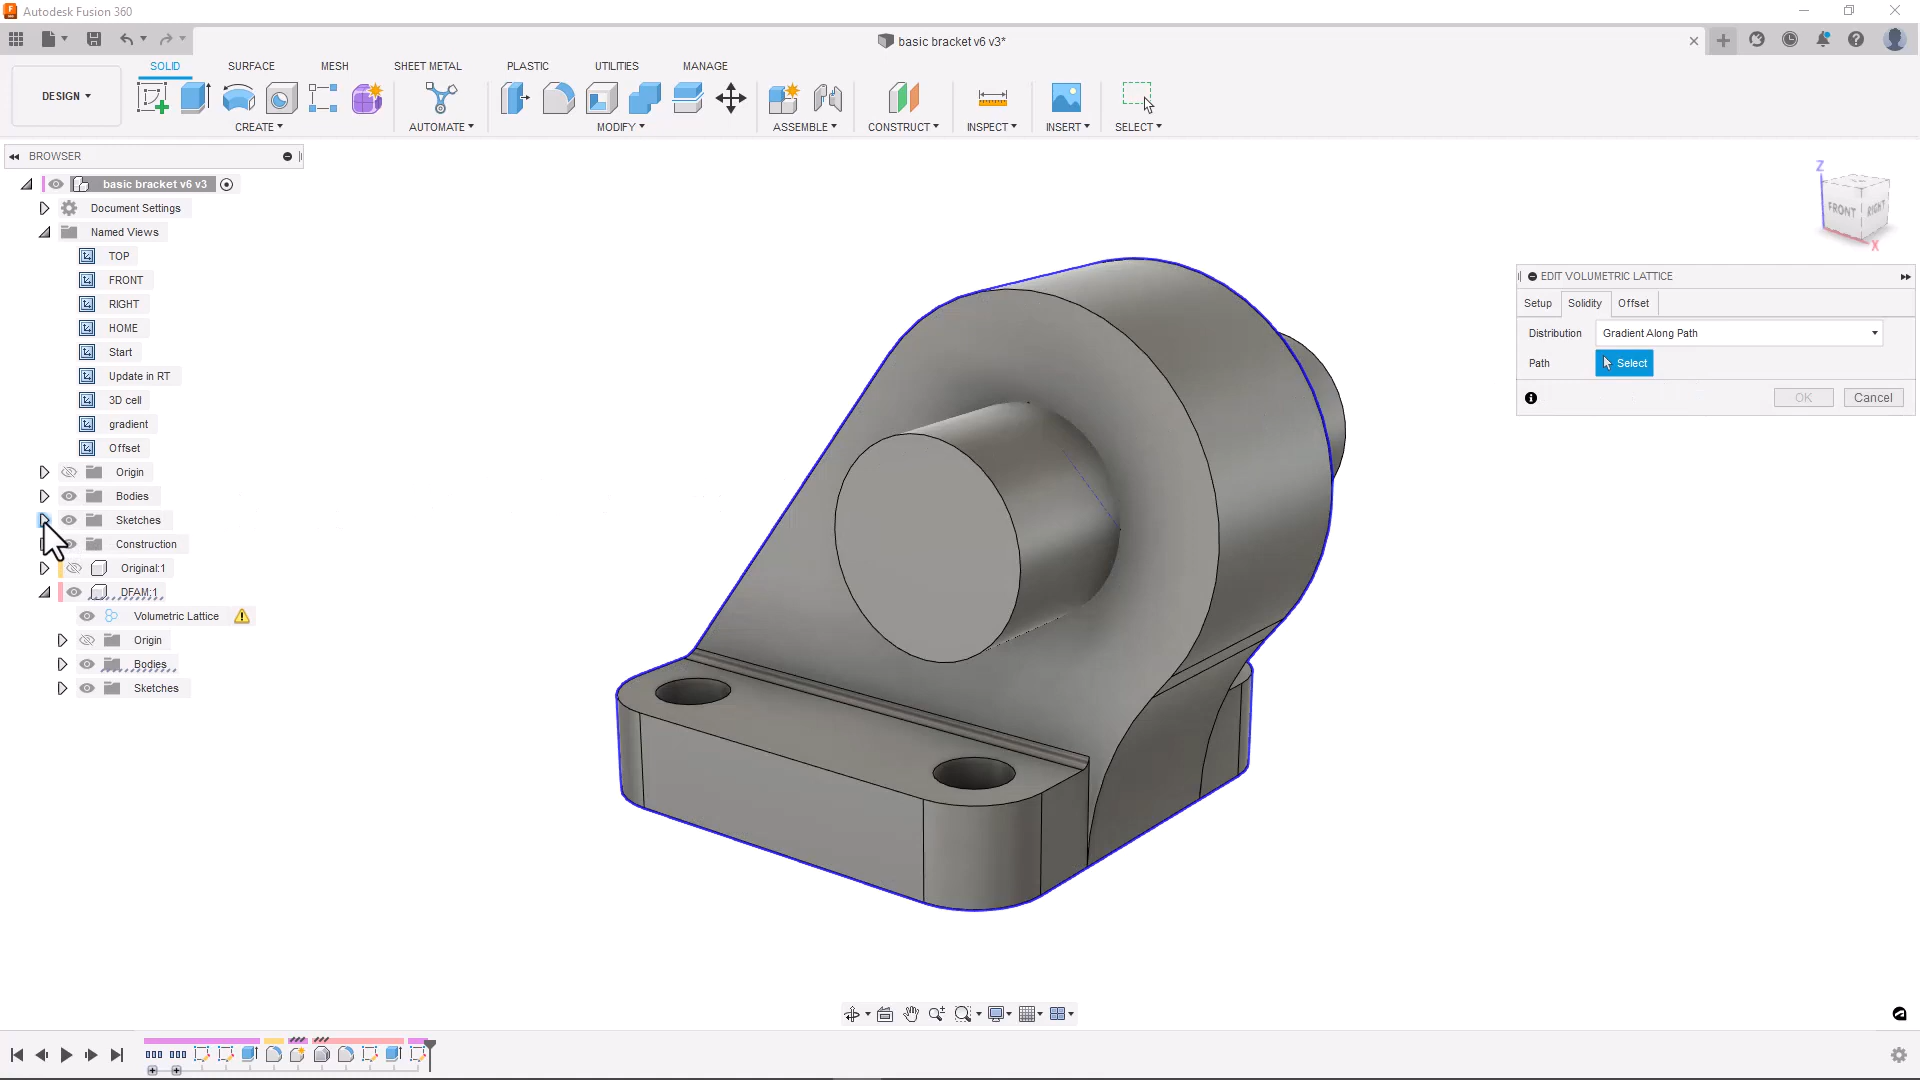 Autodesk Fusion 360
basic bracket v6 v3*
DESIGN
SOLID
SURFACE
MESH
SHEET METAL
PLASTIC
UTILITIES
MANAGE
CREATE
AUTOMATE
MODIFY
ASSEMBLE
CONSTRUCT
INSPECT
INSERT
SELECT
BROWSER
basic bracket v6 v3
Document Settings
Named Views
TOP
FRONT
RIGHT
HOME
Start
Update in RT
3D cell
gradient
Offset
Origin
Bodies
Sketches
Construction
Original:1
DFAM:1
Volumetric Lattice
Origin
Bodies
Sketches
Z
FRONT
RIGHT
X
EDIT VOLUMETRIC LATTICE
Setup
Solidity
Offset
Distribution
Gradient Along Path
Path
Select
OK
Cancel